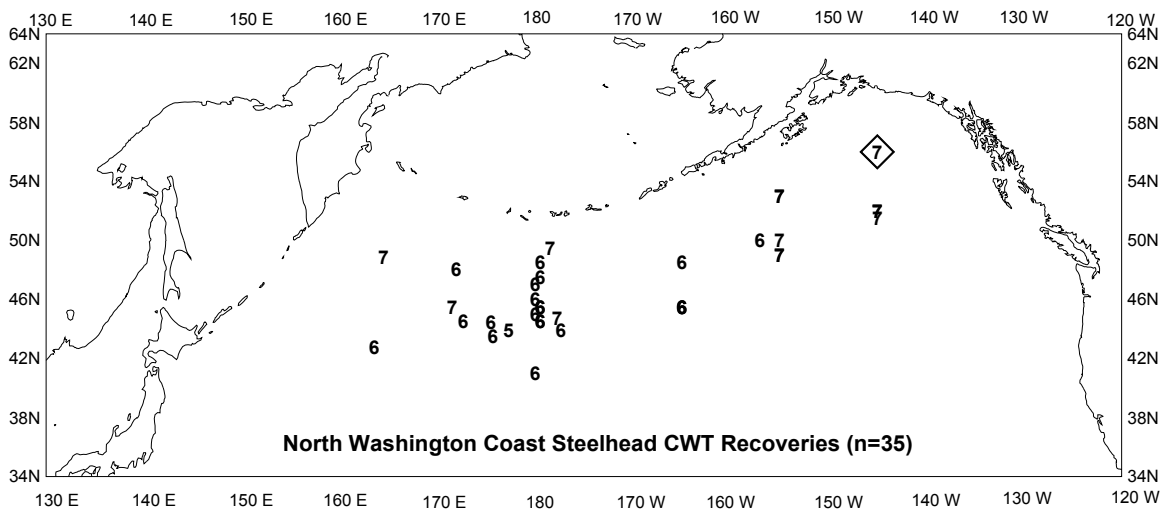 130 E 140 E 150 E 160 E 170 E 180 170 W 160 W 150 W 140 W 130 W 120 W
64N 64N
62N 62N
58N 58N
7
54N 54N
7
7
7
50N 6 7 50N
7
7 7
6 6 6
6
6
46N 6 46N
7 6 6
6 6 6 6 7
6 5 6
6
42N 42N
6
38N 38N
North Washington Coast Steelhead CWT Recoveries (n=35)
34N 34N
130 E 140 E 150 E 160 E 170 E 180 170 W 160 W 150 W 140 W 130 W 120 W